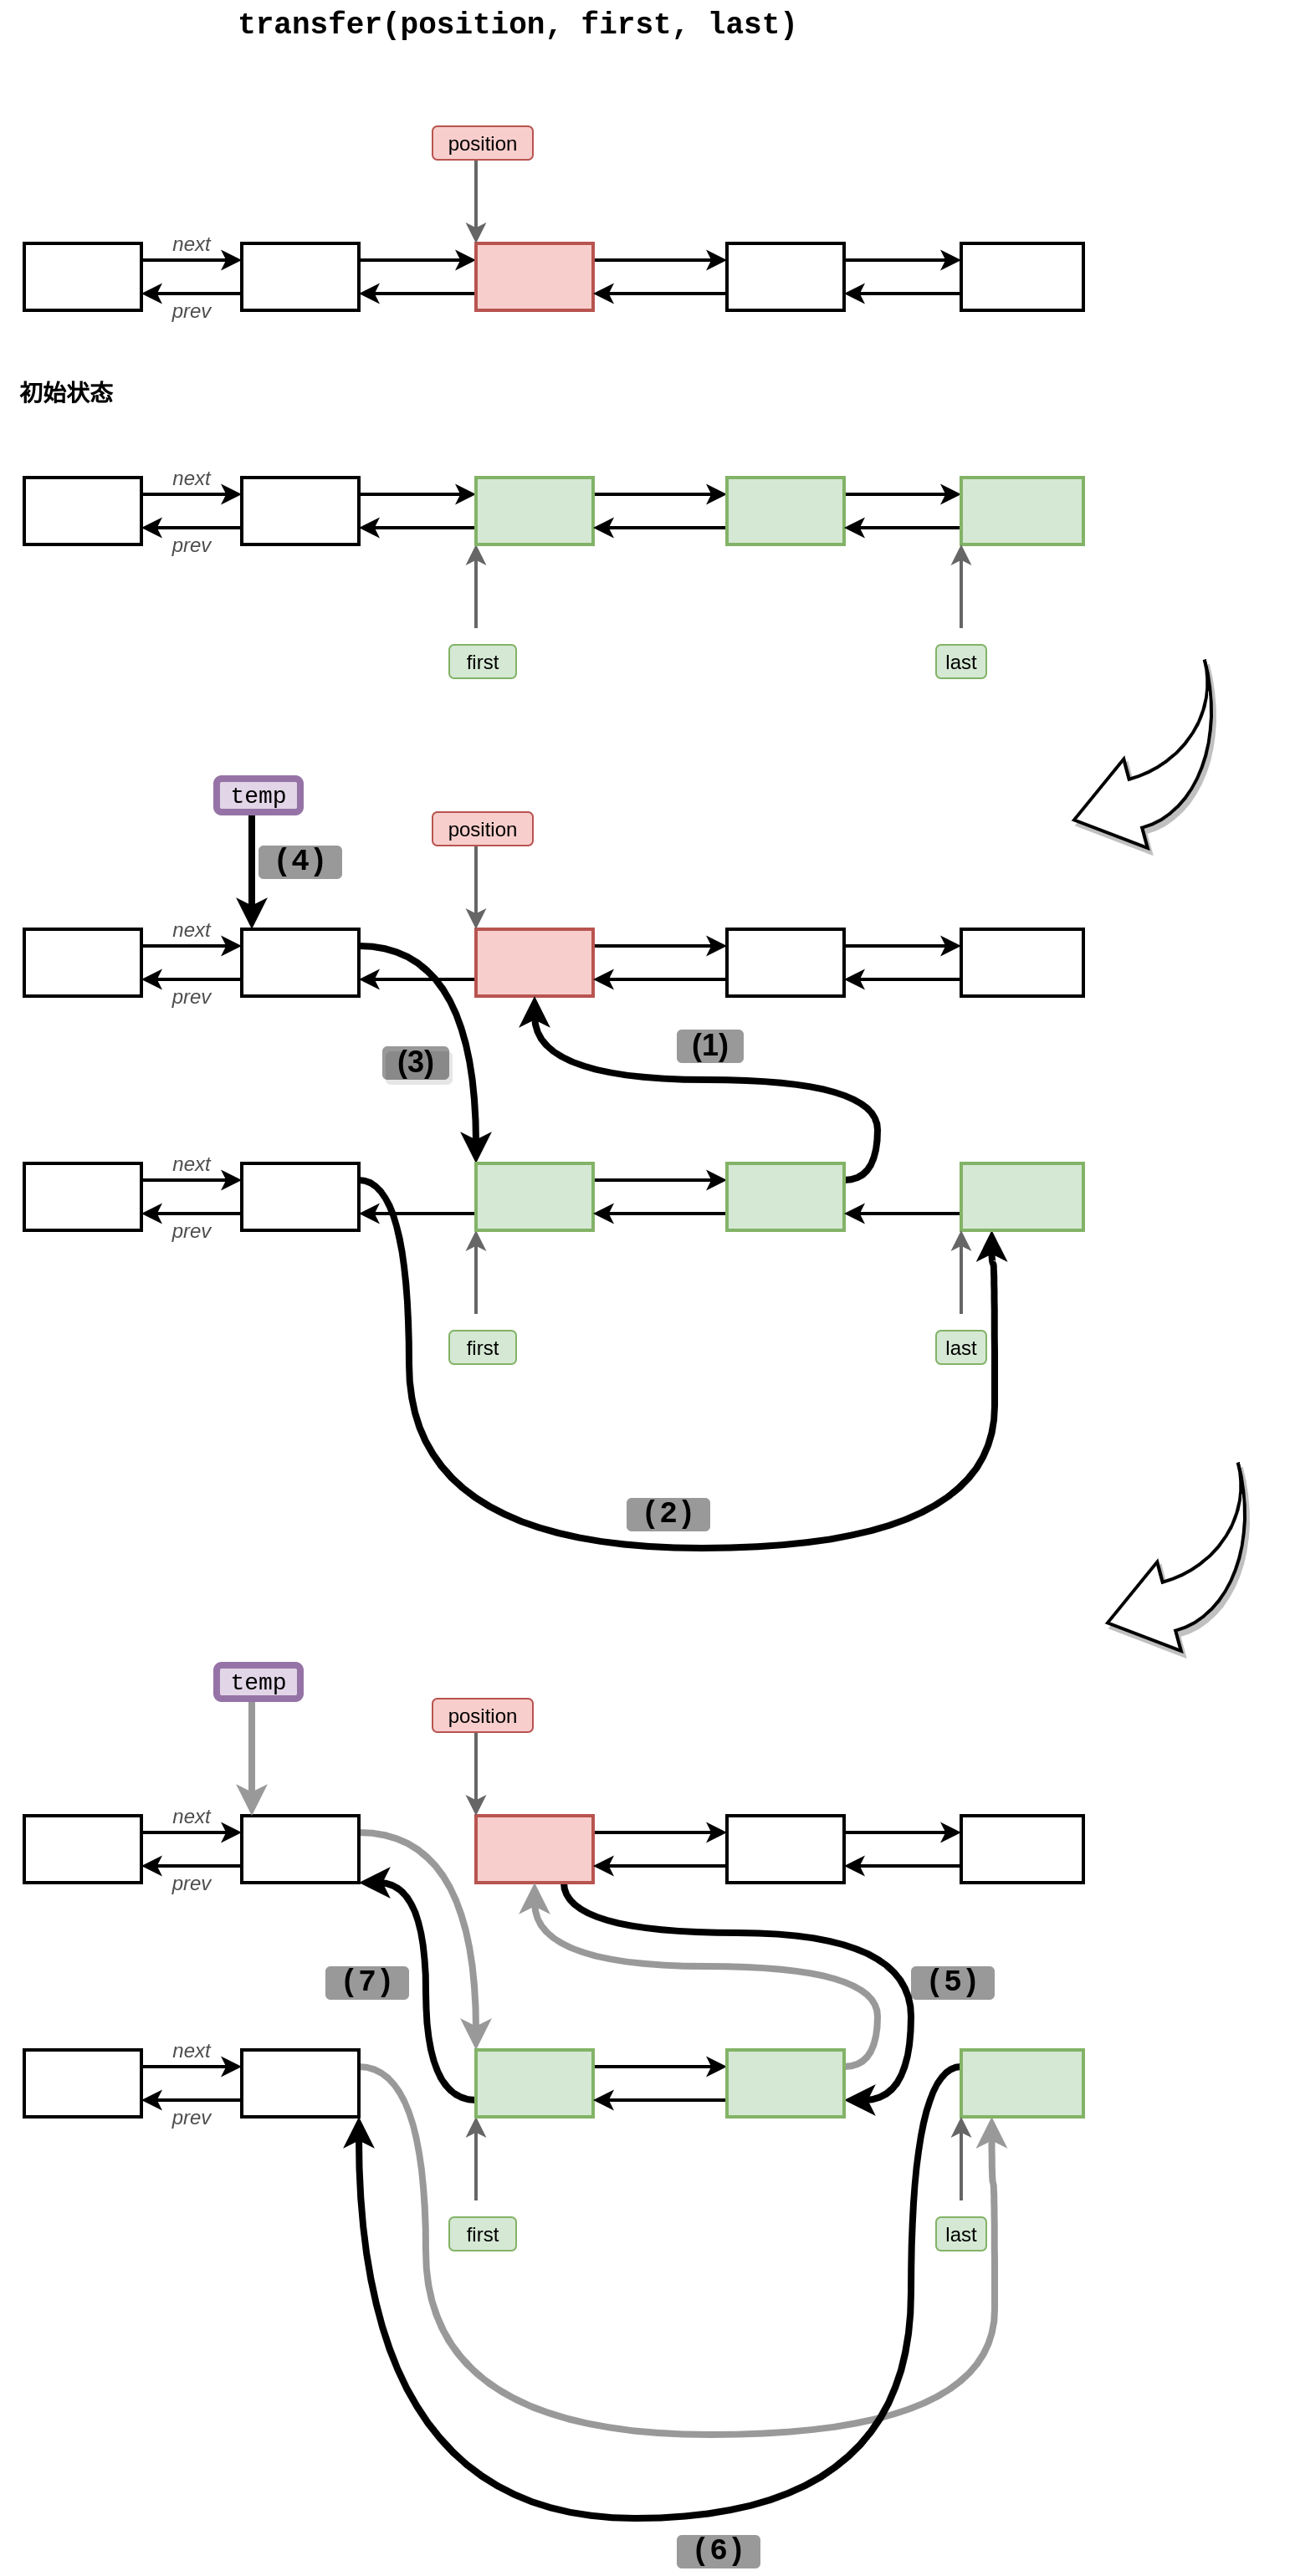 transfer(position, first, last)
position
next
prev
初始状态
next
prev
first
last
temp
position
(4)
next
prev
(1)
(3)
next
prev
first
last
(2)
temp
position
next
prev
(7)
(5)
next
prev
first
last
(6)